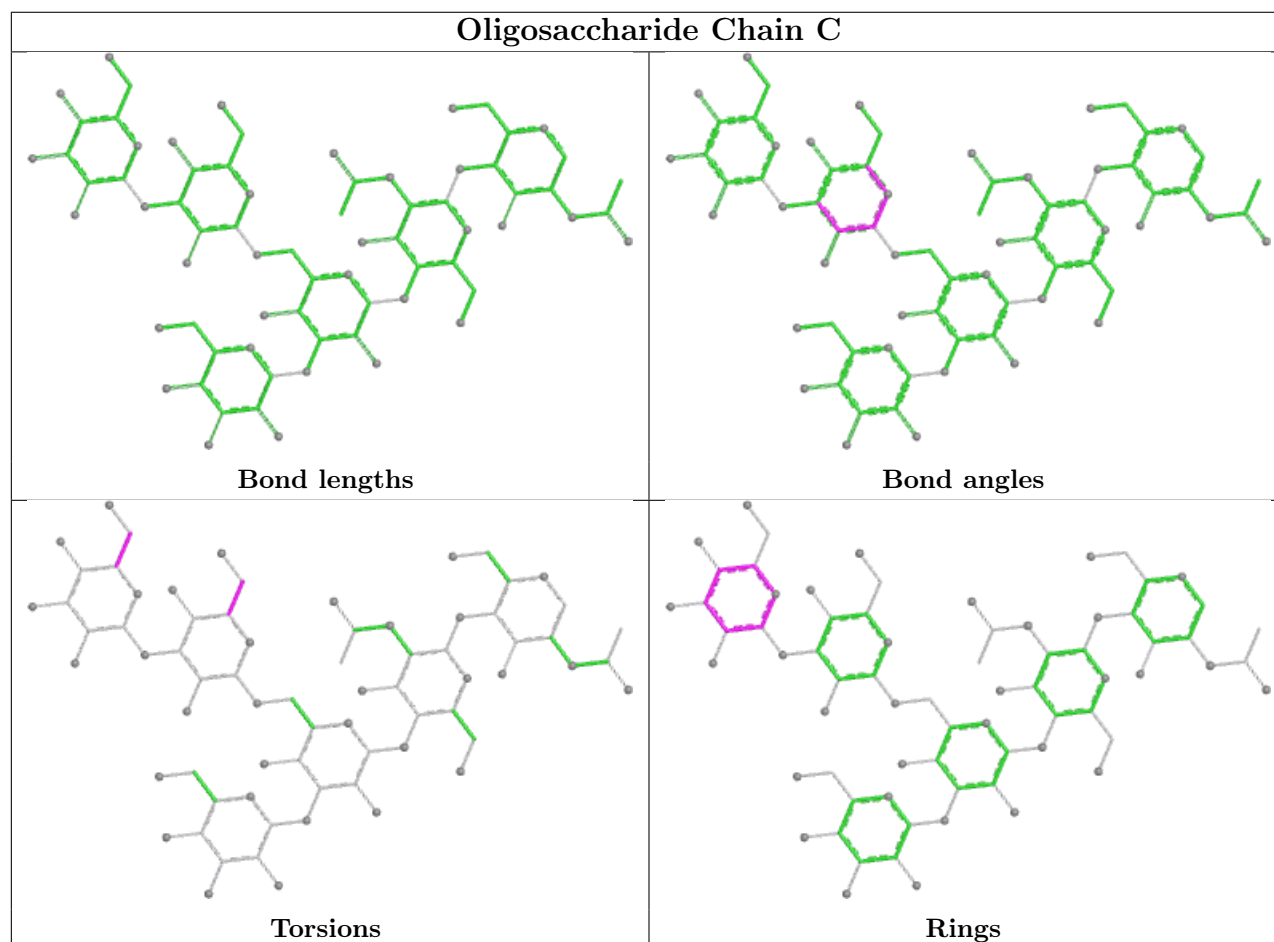 Oligosaccharide Chain C
Bond lengths
Bond angles
Torsions
Rings